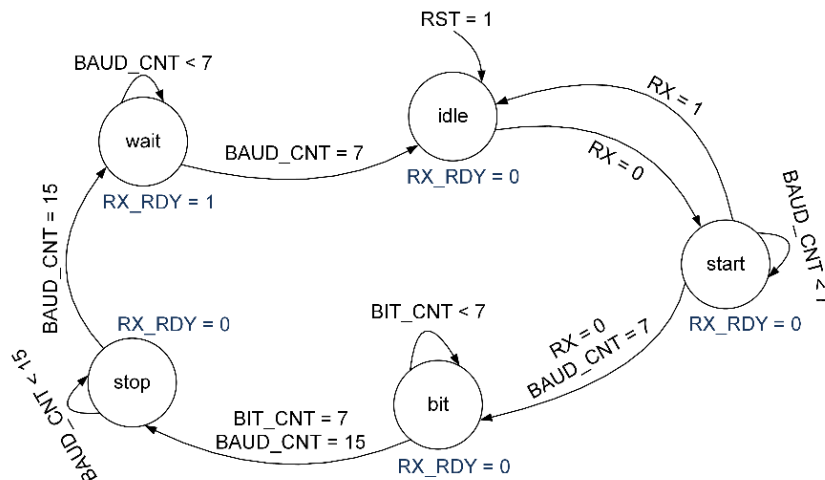 RST = 1
BAUD_CNT < 7
idle
RX = 1
wait
BAUD_CNT = 7
RX = 0
RX_RDY = 0
RX_RDY = 1
BAUD_CNT < 7
BAUD_CNT = 15
start
RX_RDY = 0
BIT_CNT < 7
RX_RDY = 0
RX = 0
BAUD_CNT = 7
stop
BAUD_CNT < 15
bit
BIT_CNT = 7
BAUD_CNT = 15
RX_RDY = 0